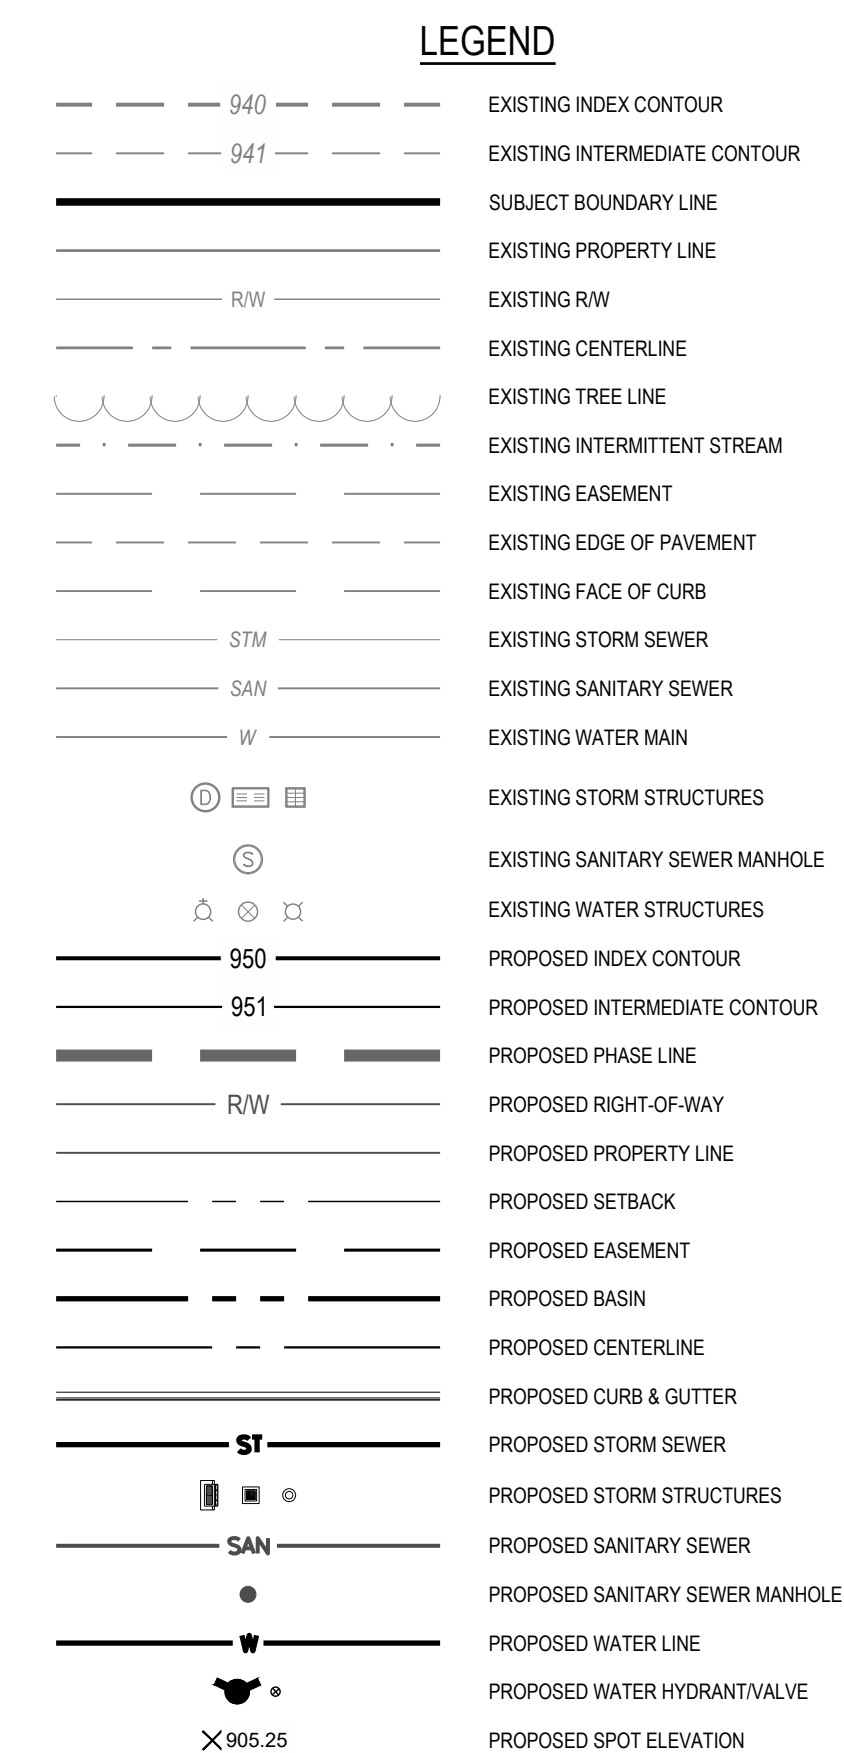 LEGEND
940 EXISTING INDEX CONTOUR
941 EXISTING INTERMEDIATE CONTOUR
SUBJECT BOUNDARY LINE
EXISTING PROPERTY LINE
R/W EXISTING R/W
EXISTING CENTERLINE
EXISTING TREE LINE
EXISTING INTERMITTENT STREAM
EXISTING EASEMENT
EXISTING EDGE OF PAVEMENT
EXISTING FACE OF CURB
STM EXISTING STORM SEWER
SAN EXISTING SANITARY SEWER
W EXISTING WATER MAIN
D EXISTING STORM STRUCTURES
S EXISTING SANITARY SEWER MANHOLE
EXISTING WATER STRUCTURES
950 PROPOSED INDEX CONTOUR
951 PROPOSED INTERMEDIATE CONTOUR
PROPOSED PHASE LINE
R/W PROPOSED RIGHT-OF-WAY
PROPOSED PROPERTY LINE
PROPOSED SETBACK
PROPOSED EASEMENT
PROPOSED BASIN
PROPOSED CENTERLINE
PROPOSED CURB & GUTTER
ST PROPOSED STORM SEWER
PROPOSED STORM STRUCTURES
SAN PROPOSED SANITARY SEWER
PROPOSED SANITARY SEWER MANHOLE
W PROPOSED WATER LINE
PROPOSED WATER HYDRANT/VALVE
905.25 PROPOSED SPOT ELEVATION